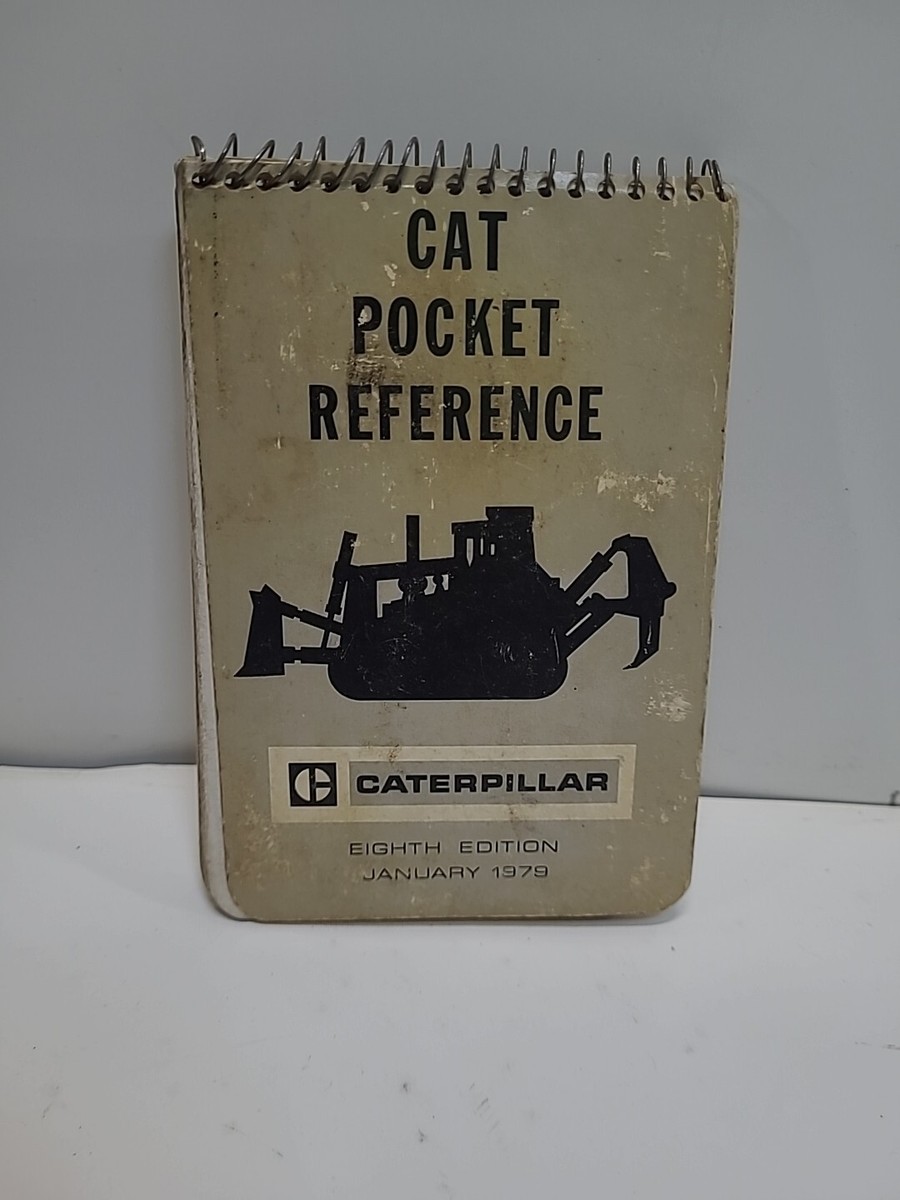 CAT
POCKET
REFERENCE
CATERPILLAR
EIGHTH EDITION
JANUARY 1979